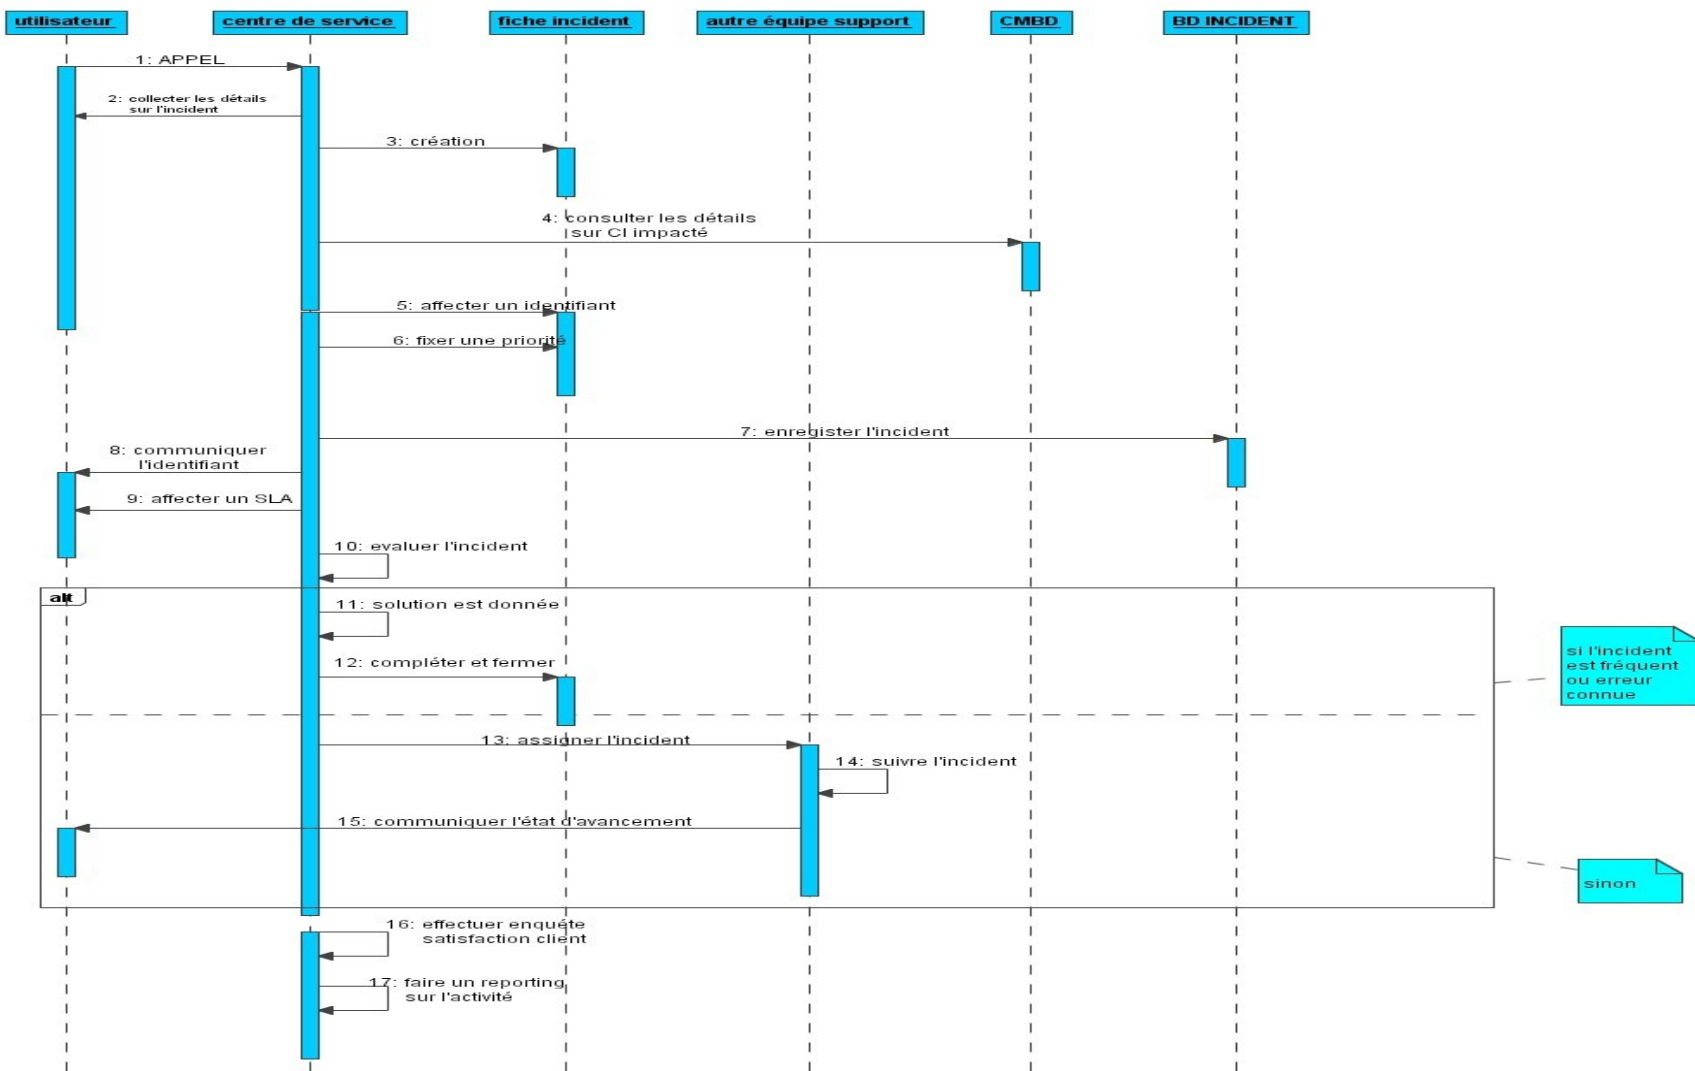 utilisateur
centre de service
fiche incident
autre équipe support
CMBD
BD INCIDENT
1: APPEL
2: collecter les détails
sur l'incident
3: création
4: consulter les détails
sur CI impacté
5: affecter un identifiant
6: fixer une priorité
7: enregister l'incident
8: communiquer
l'identifiant
9: affecter un SLA
10: evaluer l'incident
alt
11: solution est donnée
si l'incident
est fréquent
ou erreur
connue
12: compléter et fermer
13: assigner l'incident
14: suivre l'incident
15: communiquer l'état d'avancement
sinon
16: effectuer enquéte
satisfaction client
17: faire un reporting
sur l'activité